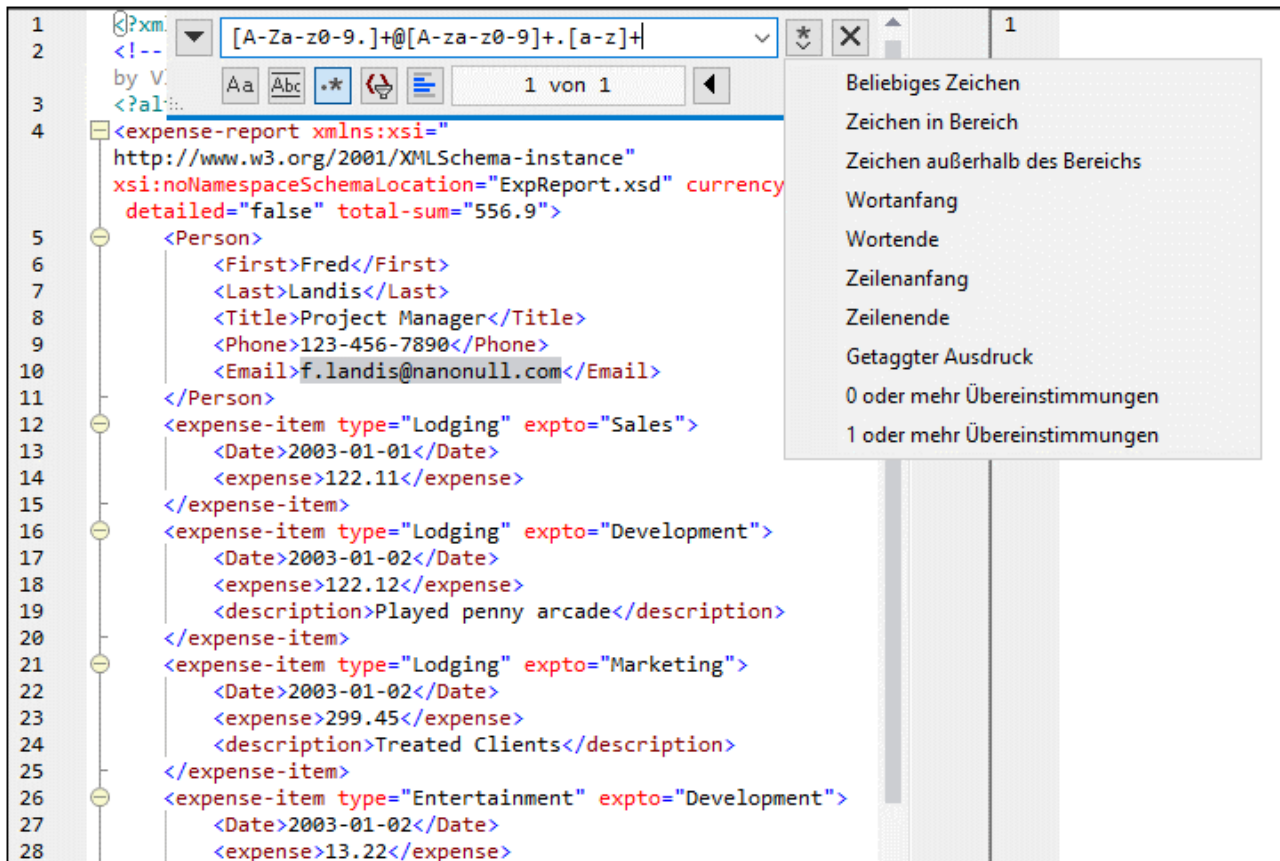 [A-Za-z0-9.]+@[A-za-z0-9]+.[a-z]+
Aa Abc .* 1 von 1
1
Beliebiges Zeichen
Zeichen in Bereich
Zeichen außerhalb des Bereichs
Wortanfang
Wortende
Zeilenanfang
Zeilenende
Getaggter Ausdruck
0 oder mehr Übereinstimmungen
1 oder mehr Übereinstimmungen
1 <?xm
2 <!--
by V
3 <?al
4 <expense-report xmlns:xsi="
http://www.w3.org/2001/XMLSchema-instance"
xsi:noNamespaceSchemaLocation="ExpReport.xsd" currency
detailed="false" total-sum="556.9">
5 <Person>
6 <First>Fred</First>
7 <Last>Landis</Last>
8 <Title>Project Manager</Title>
9 <Phone>123-456-7890</Phone>
10 <Email>f.landis@nanonull.com</Email>
11 </Person>
12 <expense-item type="Lodging" expto="Sales">
13 <Date>2003-01-01</Date>
14 <expense>122.11</expense>
15 </expense-item>
16 <expense-item type="Lodging" expto="Development">
17 <Date>2003-01-02</Date>
18 <expense>122.12</expense>
19 <description>Played penny arcade</description>
20 </expense-item>
21 <expense-item type="Lodging" expto="Marketing">
22 <Date>2003-01-02</Date>
23 <expense>299.45</expense>
24 <description>Treated Clients</description>
25 </expense-item>
26 <expense-item type="Entertainment" expto="Development">
27 <Date>2003-01-02</Date>
28 <expense>13.22</expense>